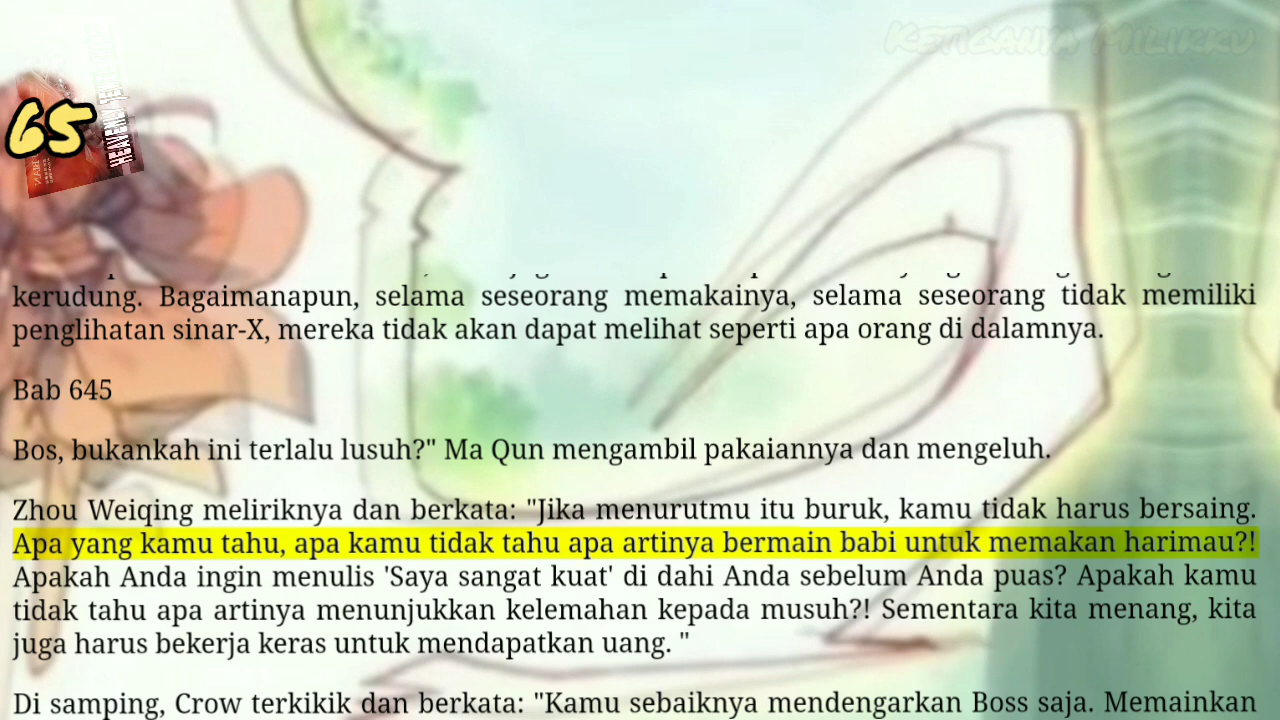 Ketiganya Milikku
65
HEAVENLY JEWEL
kerudung. Bagaimanapun, selama seseorang memakainya, selama seseorang tidak memiliki
penglihatan sinar-X, mereka tidak akan dapat melihat seperti apa orang di dalamnya.
Bab 645
Bos, bukankah ini terlalu lusuh?" Ma Qun mengambil pakaiannya dan mengeluh.
Zhou Weiqing meliriknya dan berkata: "Jika menurutmu itu buruk, kamu tidak harus bersaing.
Apa yang kamu tahu, apa kamu tidak tahu apa artinya bermain babi untuk memakan harimau?!
Apakah Anda ingin menulis 'Saya sangat kuat' di dahi Anda sebelum Anda puas? Apakah kamu
tidak tahu apa artinya menunjukkan kelemahan kepada musuh?! Sementara kita menang, kita
juga harus bekerja keras untuk mendapatkan uang. "
Di samping, Crow terkikik dan berkata: "Kamu sebaiknya mendengarkan Boss saja. Memainkan